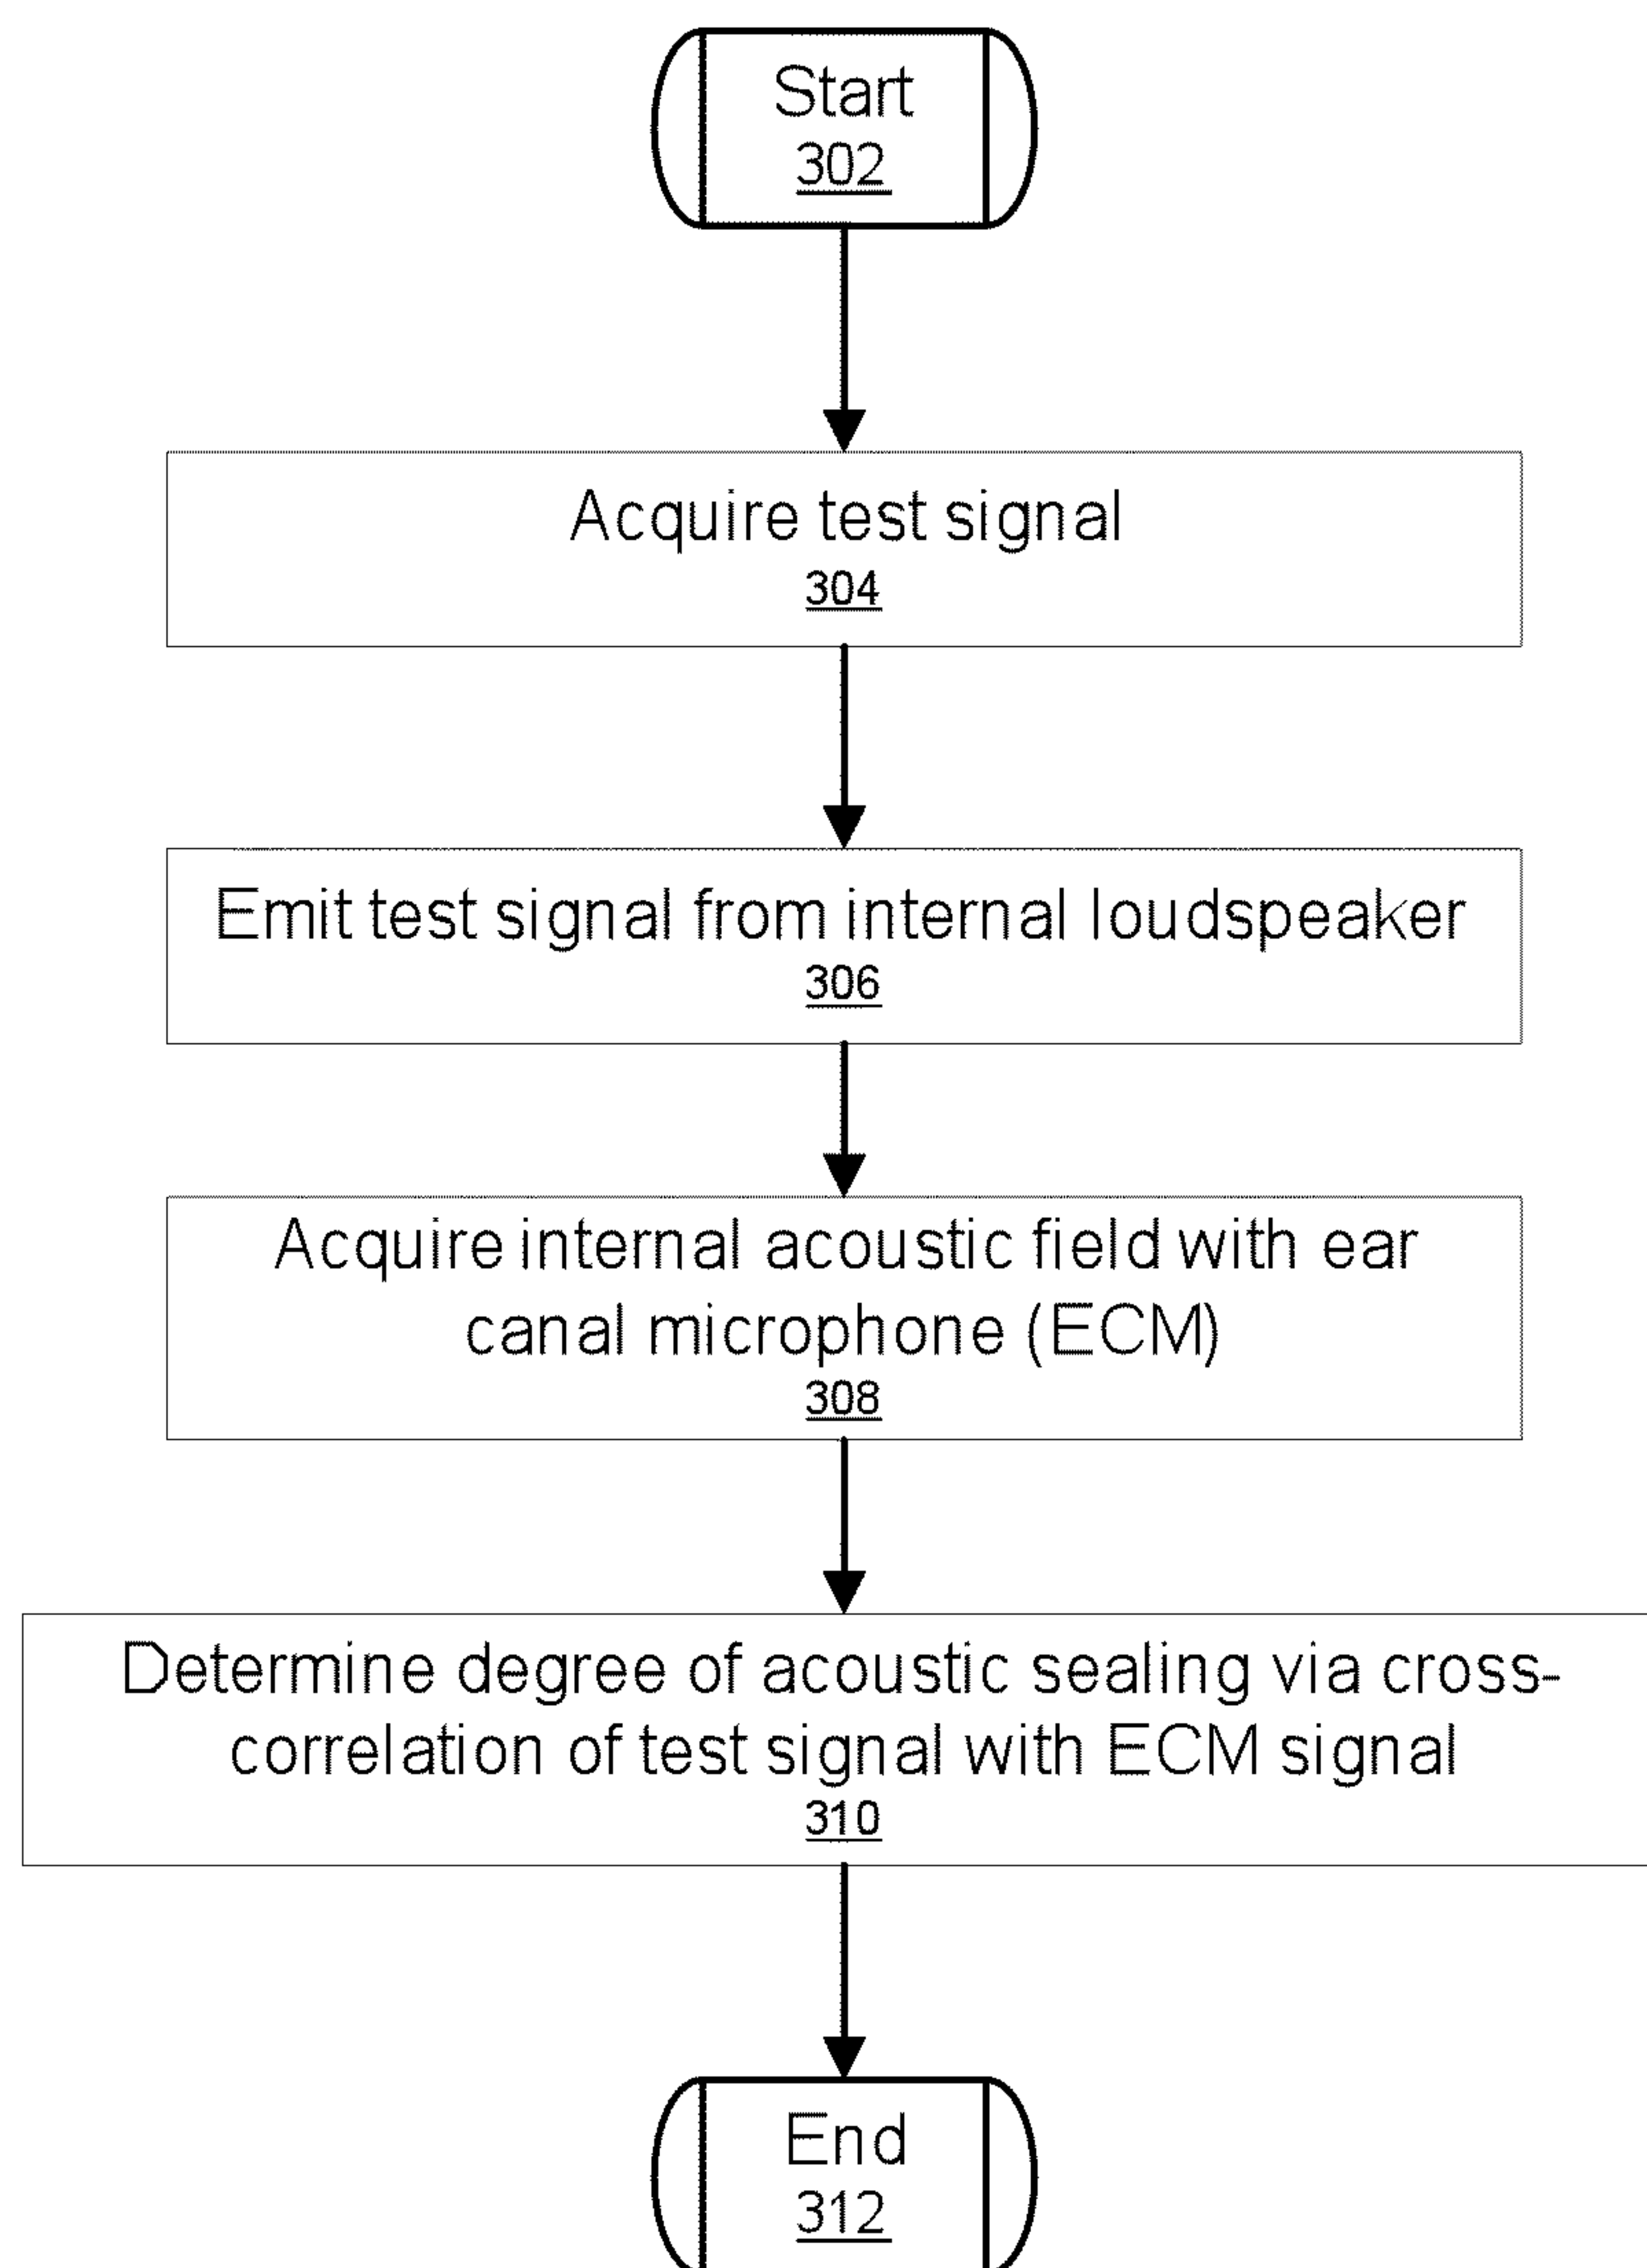 Start
302
Acquire test signal
304
Emit test signal from internal loudspeaker
306
Acquire internal acoustic field with ear
canal microphone (ECM)
308
Determine degree of acoustic sealing via cross-
correlation of test signal with ECM signal
310
End
312